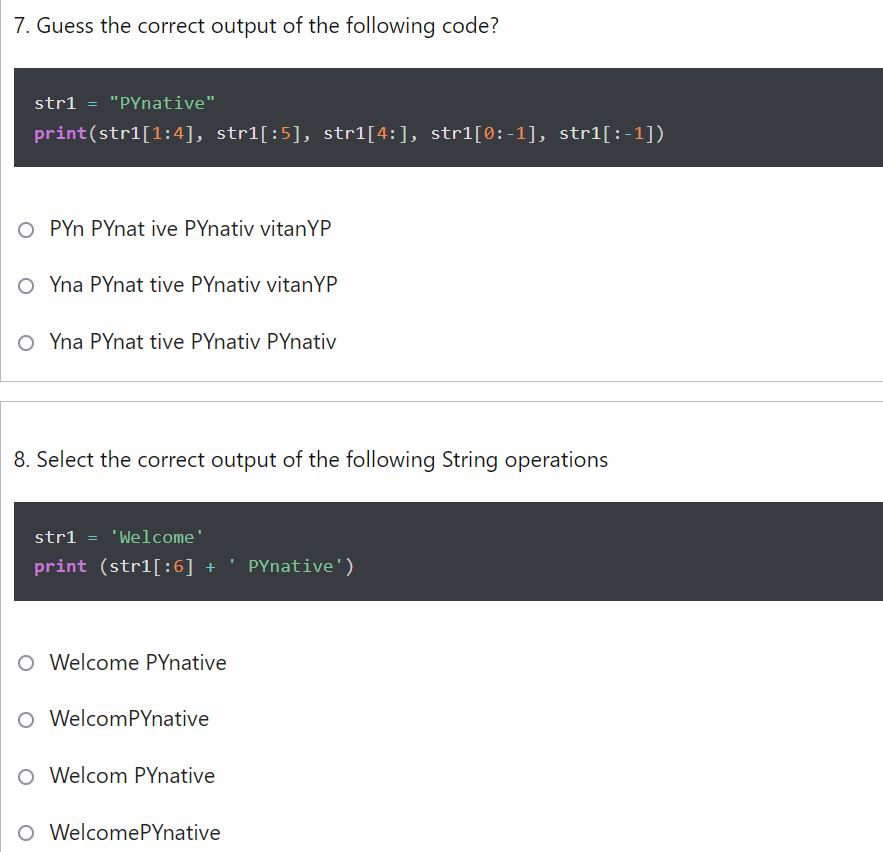 7. Guess the correct output of the following code?
str1 = "PYnative"
print(str1[1:4], str1[:5], str1[4:], str1[0:-1], str1[:-1])
PYn PYnat ive PYnativ vitanYP
Yna PYnat tive PYnativ vitanYP
Yna PYnat tive PYnativ PYnativ
8. Select the correct output of the following String operations
str1 = 'Welcome'
print (str1[:6] + ' PYnative')
Welcome PYnative
WelcomPYnative
Welcom PYnative
WelcomePYnative